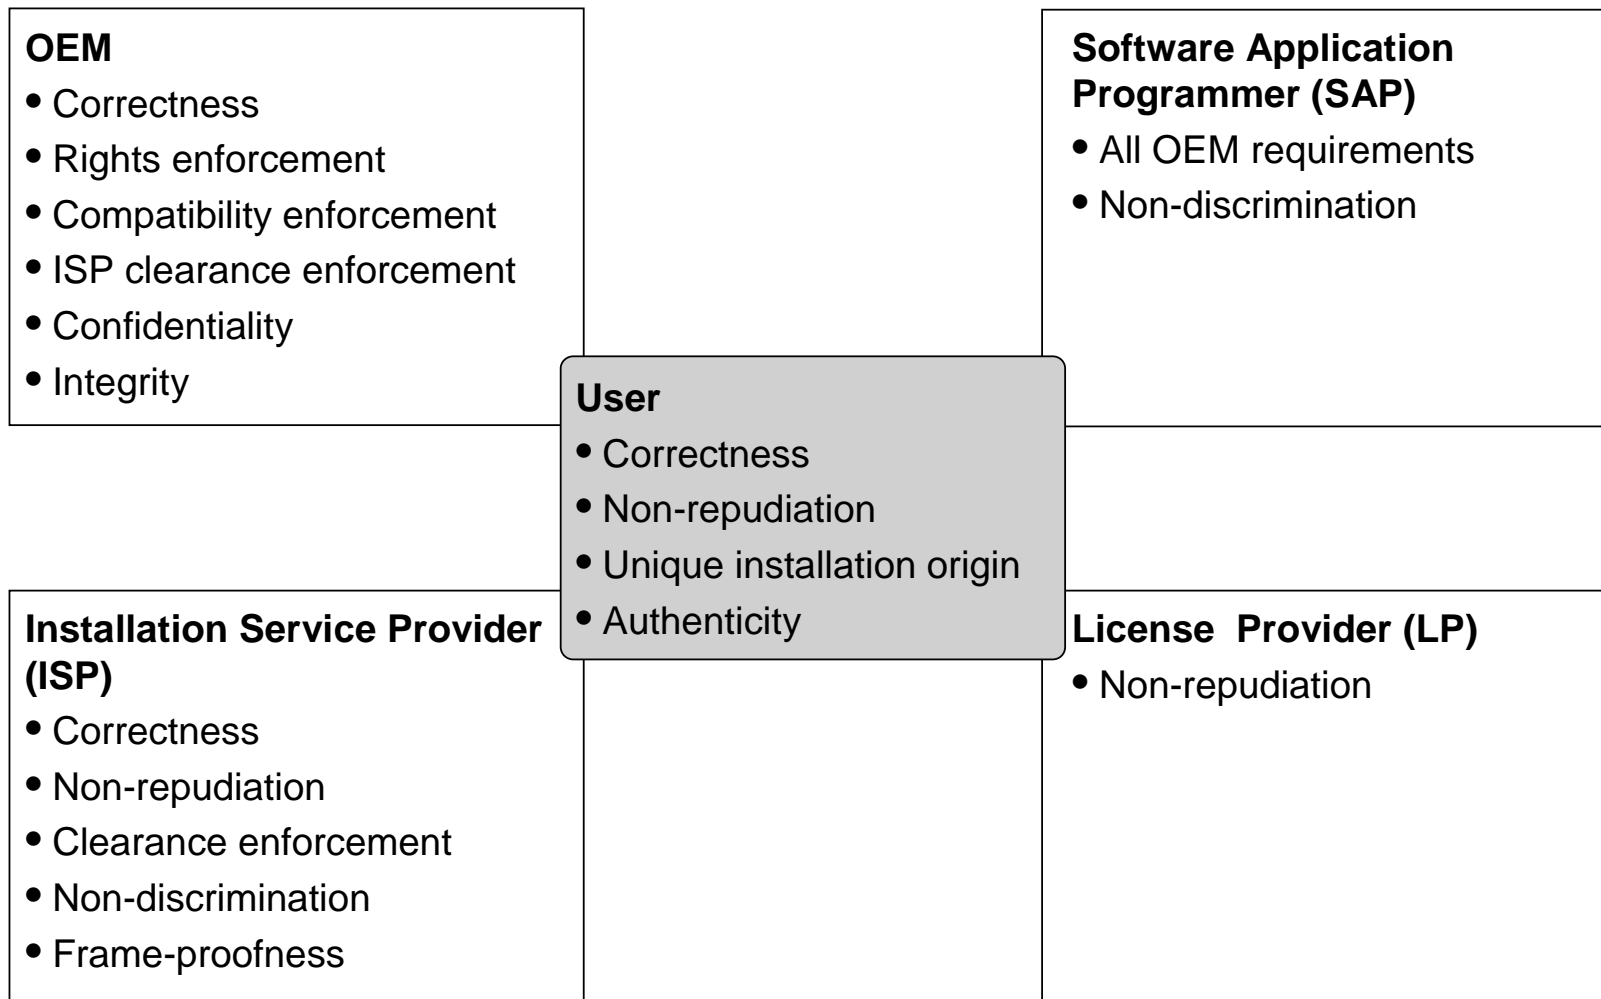 OEM
• Correctness
• Rights enforcement
• Compatibility enforcement
• ISP clearance enforcement
• Confidentiality
• Integrity
Software Application
Programmer (SAP)
• All OEM requirements
• Non-discrimination
User
• Correctness
• Non-repudiation
• Unique installation origin
• Authenticity
Installation Service Provider
(ISP)
• Correctness
• Non-repudiation
• Clearance enforcement
• Non-discrimination
• Frame-proofness
License Provider (LP)
• Non-repudiation